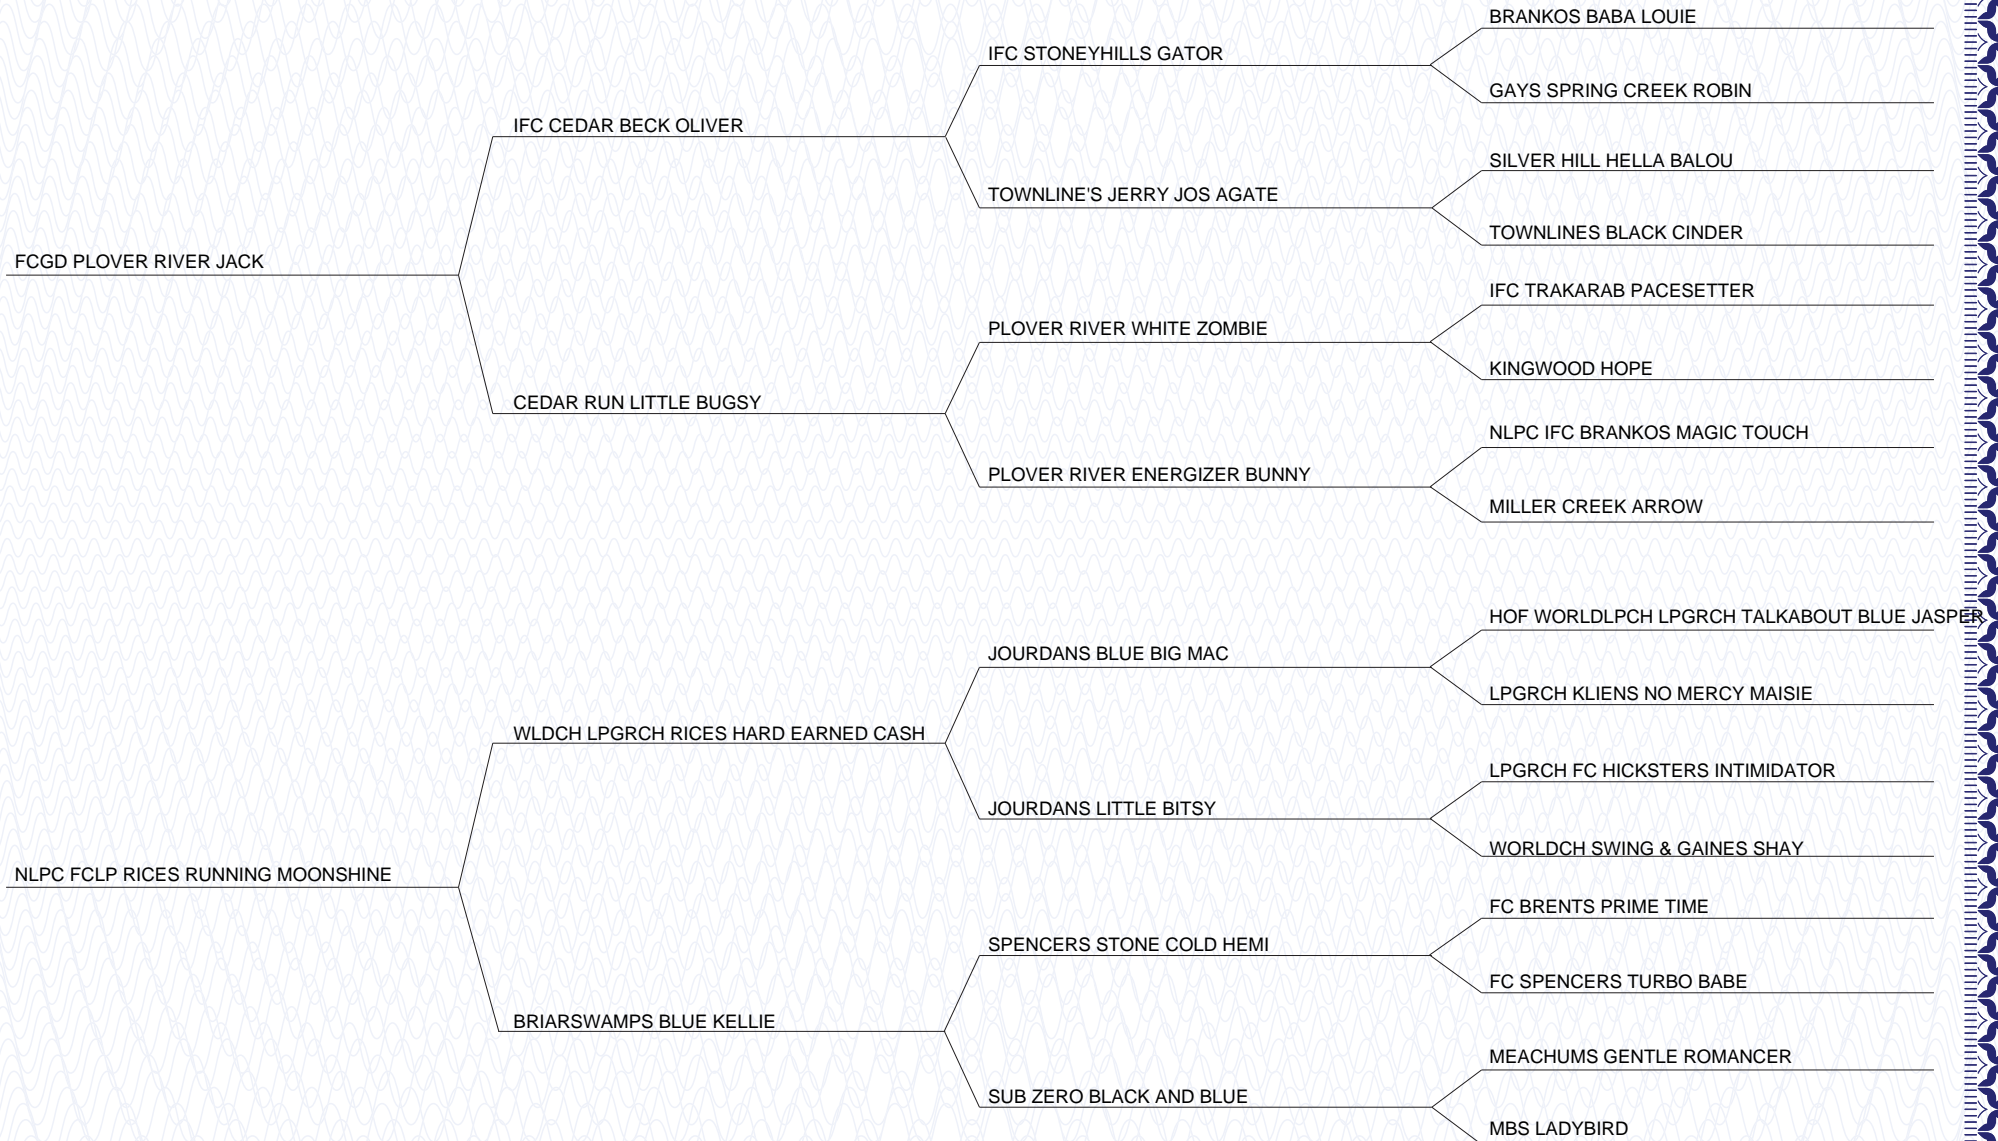 BRANKOS BABA LOUIE
IFC STONEYHILLS GATOR
GAYS SPRING CREEK ROBIN
IFC CEDAR BECK OLIVER
SILVER HILL HELLA BALOU
TOWNLINE'S JERRY JOS AGATE
TOWNLINES BLACK CINDER
FCGD PLOVER RIVER JACK
IFC TRAKARAB PACESETTER
PLOVER RIVER WHITE ZOMBIE
KINGWOOD HOPE
CEDAR RUN LITTLE BUGSY
NLPC IFC BRANKOS MAGIC TOUCH
PLOVER RIVER ENERGIZER BUNNY
MILLER CREEK ARROW
HOF WORLDLPCH LPGRCH TALKABOUT BLUE JASPER
JOURDANS BLUE BIG MAC
LPGRCH KLIENS NO MERCY MAISIE
WLDCH LPGRCH RICES HARD EARNED CASH
LPGRCH FC HICKSTERS INTIMIDATOR
JOURDANS LITTLE BITSY
WORLDCH SWING & GAINES SHAY
NLPC FCLP RICES RUNNING MOONSHINE
FC BRENTS PRIME TIME
SPENCERS STONE COLD HEMI
FC SPENCERS TURBO BABE
BRIARSWAMPS BLUE KELLIE
MEACHUMS GENTLE ROMANCER
SUB ZERO BLACK AND BLUE
MBS LADYBIRD